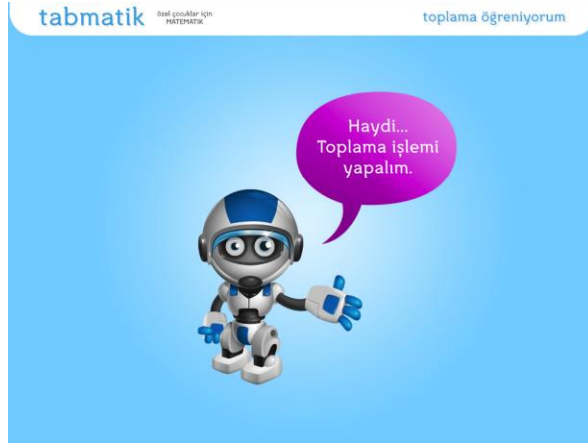 tabmatik
özel çocuklar için
MATEMATİK
toplama öğreniyorum
Haydi...
Toplama işlemi
yapalım.